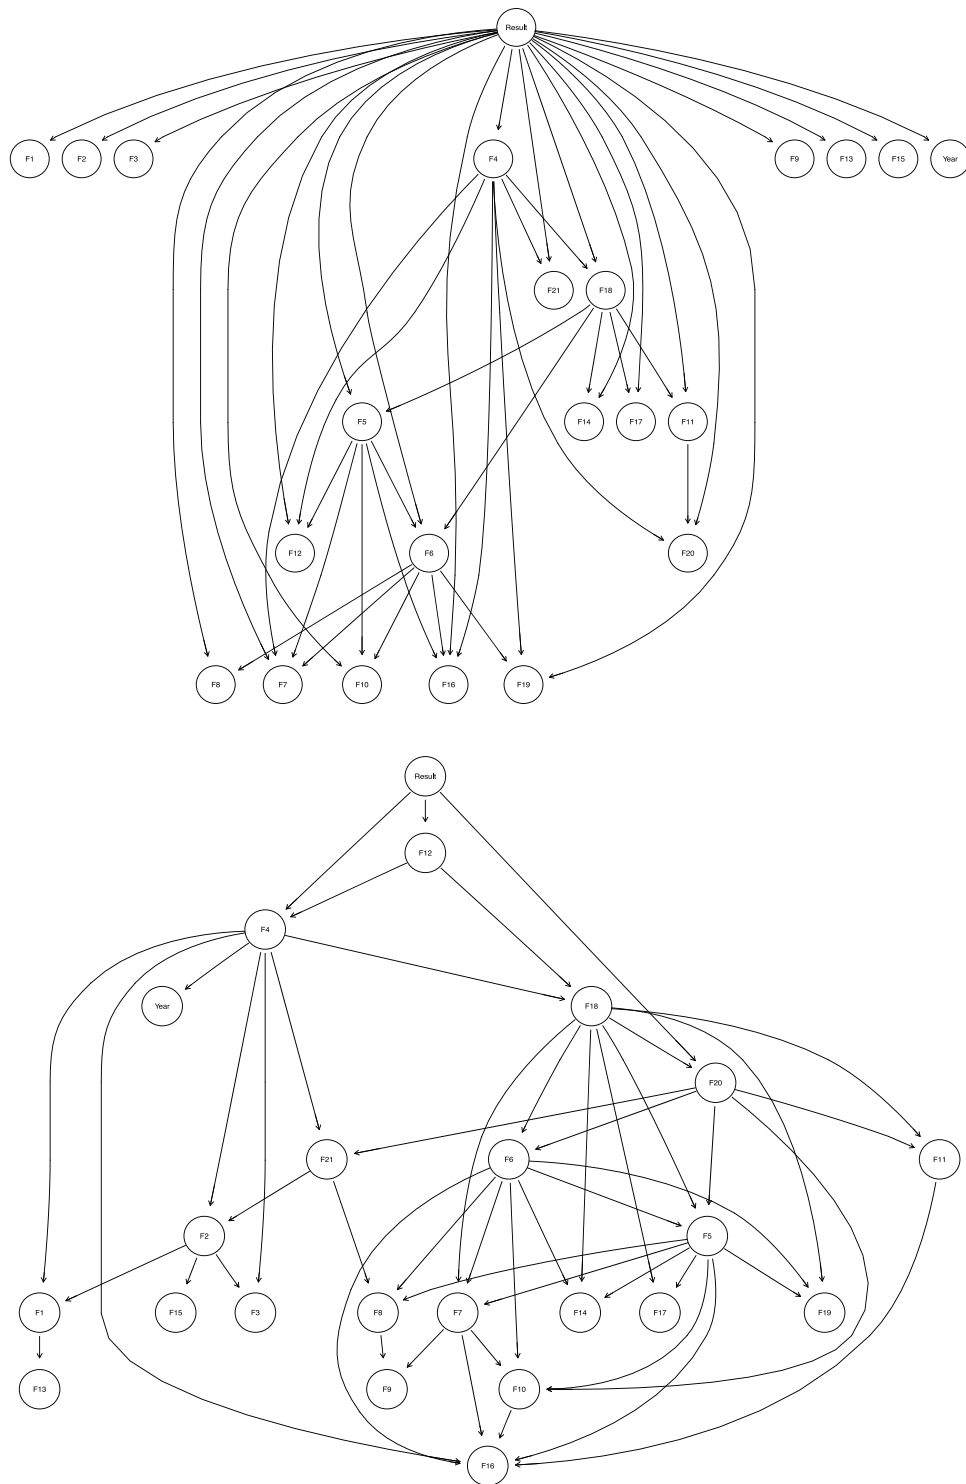 Result
F1 F2 F3 F4 F9 F13 F15 Year
F21 F18
F5 F14 F17 F11
F12 F6 F20
F8 F7 F10 F16 F19
Result
F12
F4
Year F18
F20
F21 F6 F11
F2 F5
F1 F15 F3 F8 F7 F14 F17 F19
F13 F9 F10
F16